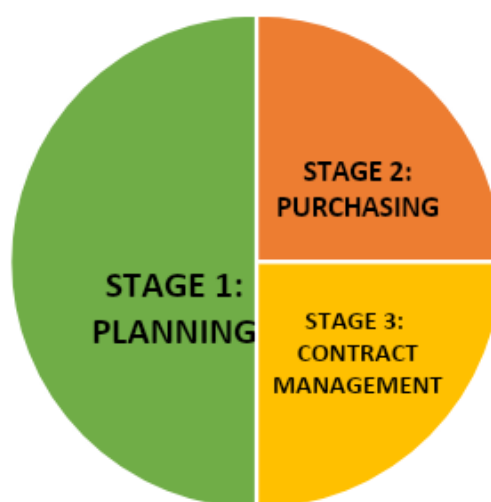 STAGE 1:
PLANNING
STAGE 2:
PURCHASING
STAGE 3:
CONTRACT
MANAGEMENT